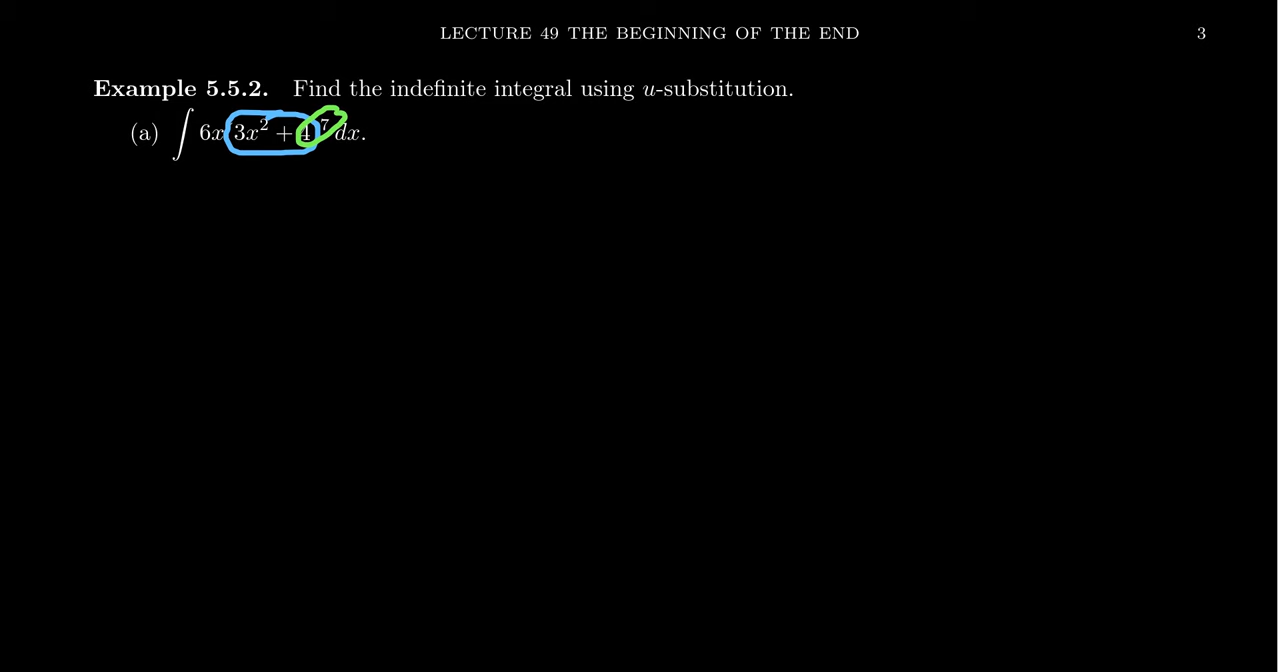 LECTURE 49 THE BEGINNING OF THE END 3
Example 5.5.2. Find the indefinite integral using u-substitution.
(a) ∫ 6x(3x² + 4)⁷ dx.